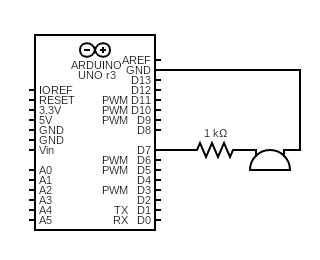 ARDUINO
UNO r3
AREF
GND
D13
IOREF D12
RESET PWM D11
3.3V PWM D10
5V PWM D9
GND D8
GND
Vin D7
PWM D6
A0 PWM D5
A1 D4
A2 PWM D3
A3 D2
A4 TX D1
A5 RX D0
1 kΩ